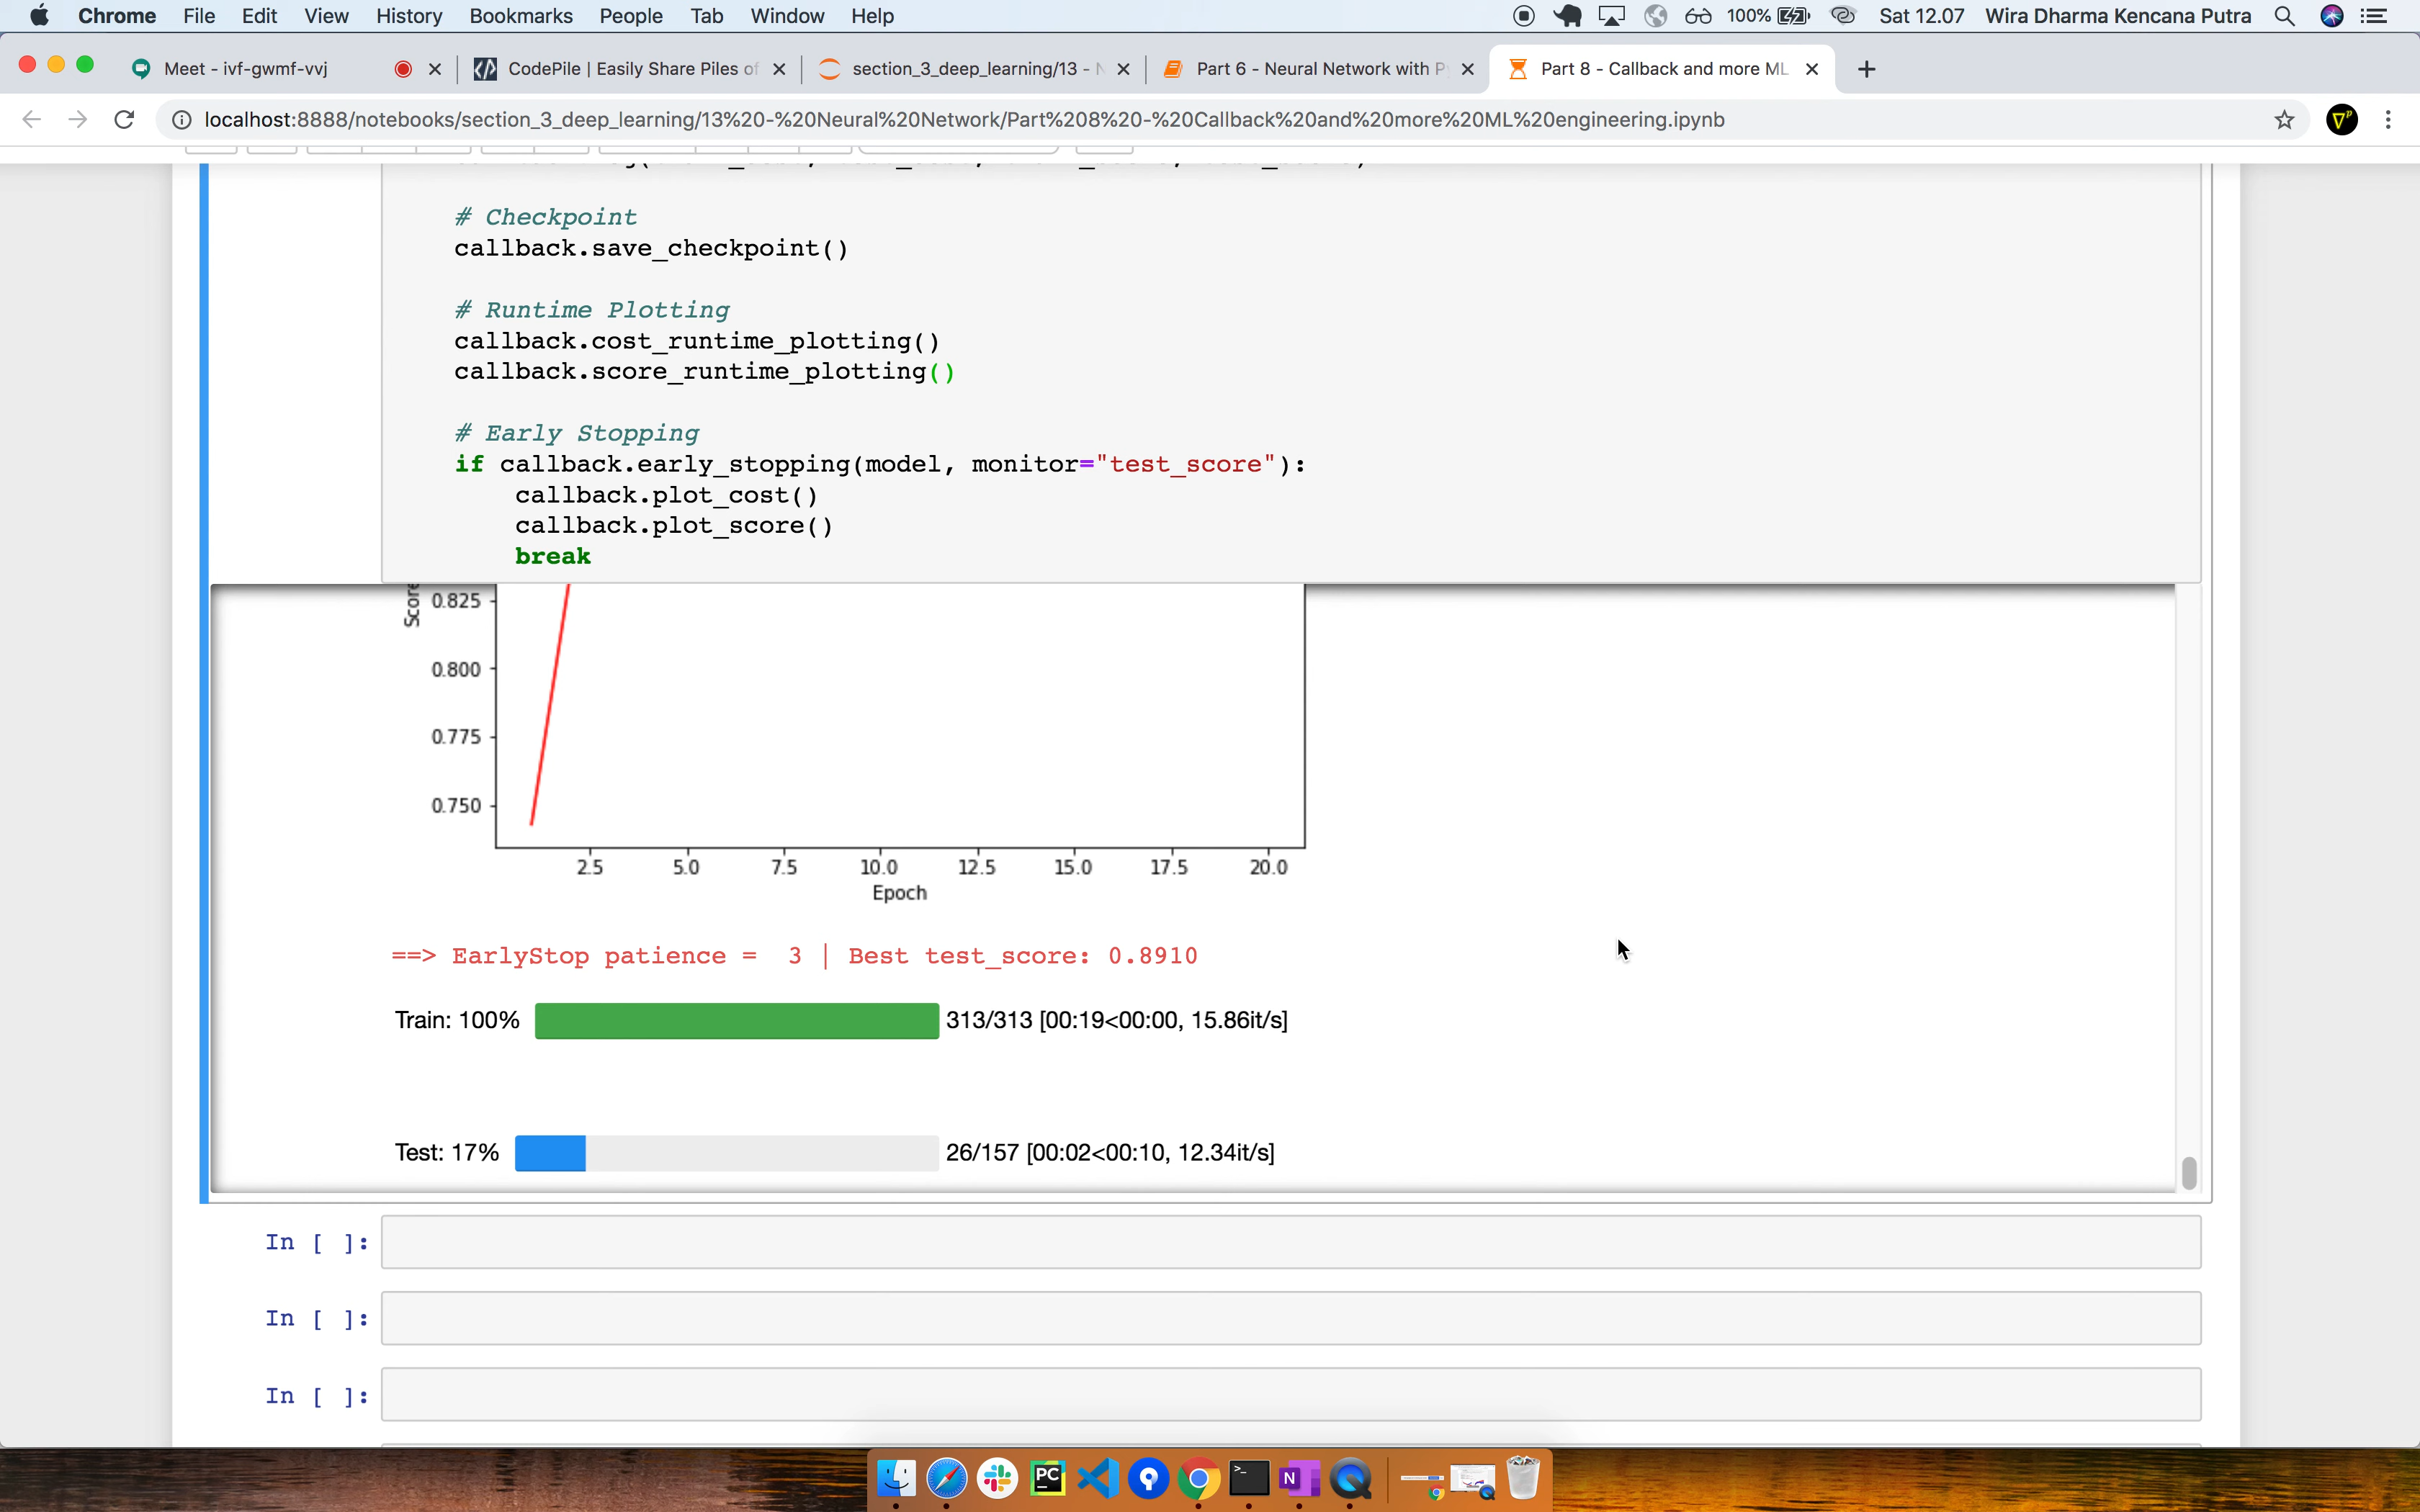 Chrome File Edit View History Bookmarks People Tab Window Help 100% Sat 12.07 Wira Dharma Kencana Putra
Meet - ivf-gwmf-vvj CodePile | Easily Share Piles of section_3_deep_learning/13 - N Part 6 - Neural Network with P Part 8 - Callback and more ML
localhost:8888/notebooks/section_3_deep_learning/13%20-%20Neural%20Network/Part%208%20-%20Callback%20and%20more%20ML%20engineering.ipynb
# Checkpoint
callback.save_checkpoint()
# Runtime Plotting
callback.cost_runtime_plotting()
callback.score_runtime_plotting()
# Early Stopping
if callback.early_stopping(model, monitor="test_score"):
callback.plot_cost()
callback.plot_score()
break
Score
0.825
0.800
0.775
0.750
2.5 5.0 7.5 10.0 12.5 15.0 17.5 20.0
Epoch
==> EarlyStop patience =  3 | Best test_score: 0.8910
Train: 100% 313/313 [00:19<00:00, 15.86it/s]
Test: 17% 26/157 [00:02<00:10, 12.34it/s]
In [ ]:
In [ ]:
In [ ]:
PC
>_
N